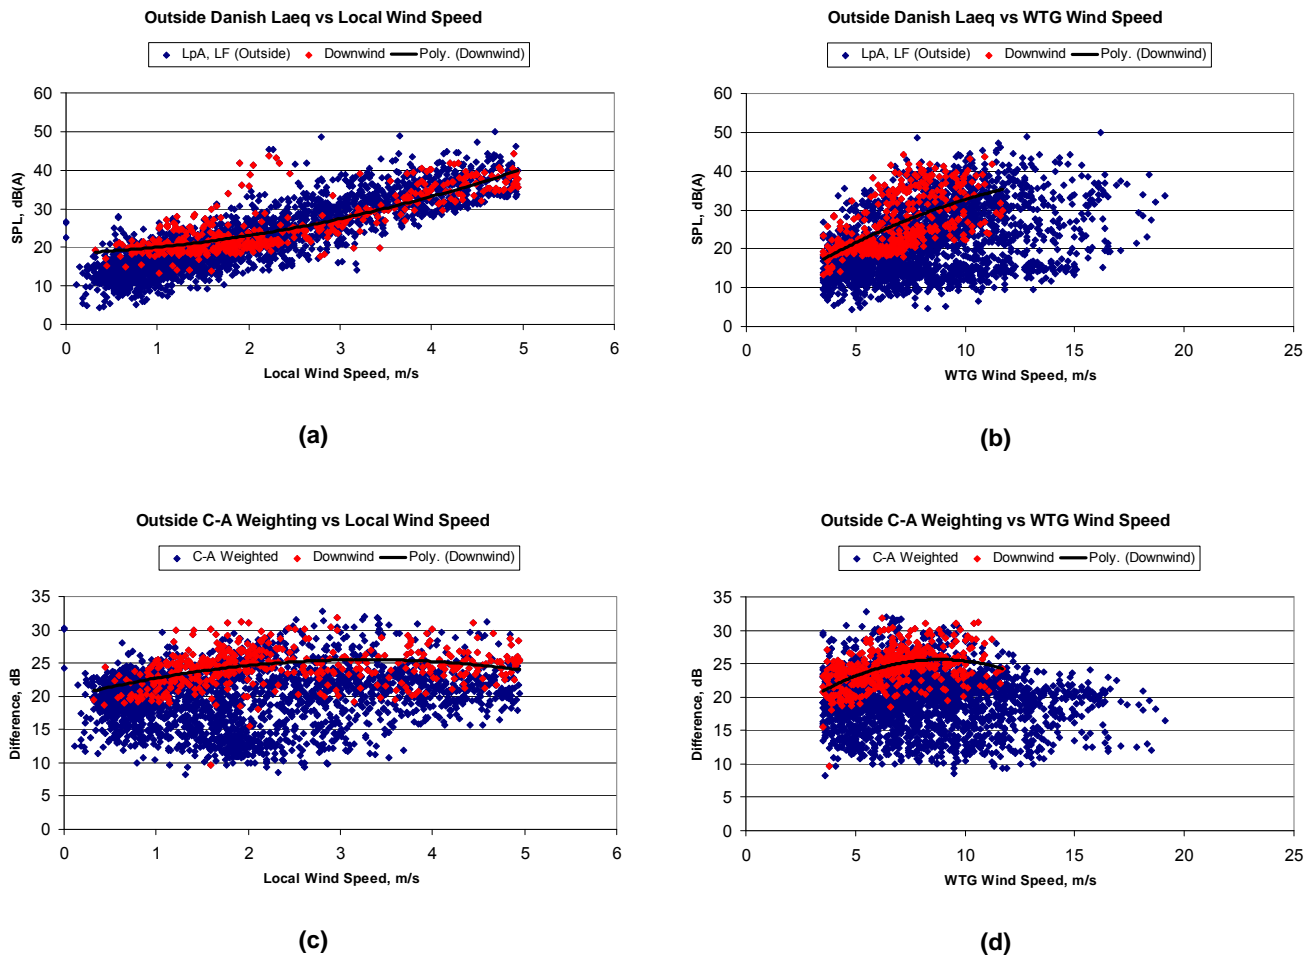 Outside Danish Laeq vs Local Wind Speed
LpA, LF (Outside) Downwind Poly. (Downwind)
SPL, dB(A)
60
50
40
30
20
10
0
0 1 2 3 4 5 6
Local Wind Speed, m/s
(a)
Outside Danish Laeq vs WTG Wind Speed
LpA, LF (Outside) Downwind Poly. (Downwind)
SPL, dB(A)
60
50
40
30
20
10
0
0 5 10 15 20 25
WTG Wind Speed, m/s
(b)
Outside C-A Weighting vs Local Wind Speed
C-A Weighted Downwind Poly. (Downwind)
Difference, dB
35
30
25
20
15
10
5
0
0 1 2 3 4 5 6
Local Wind Speed, m/s
(c)
Outside C-A Weighting vs WTG Wind Speed
C-A Weighted Downwind Poly. (Downwind)
Difference, dB
35
30
25
20
15
10
5
0
0 5 10 15 20 25
WTG Wind Speed, m/s
(d)